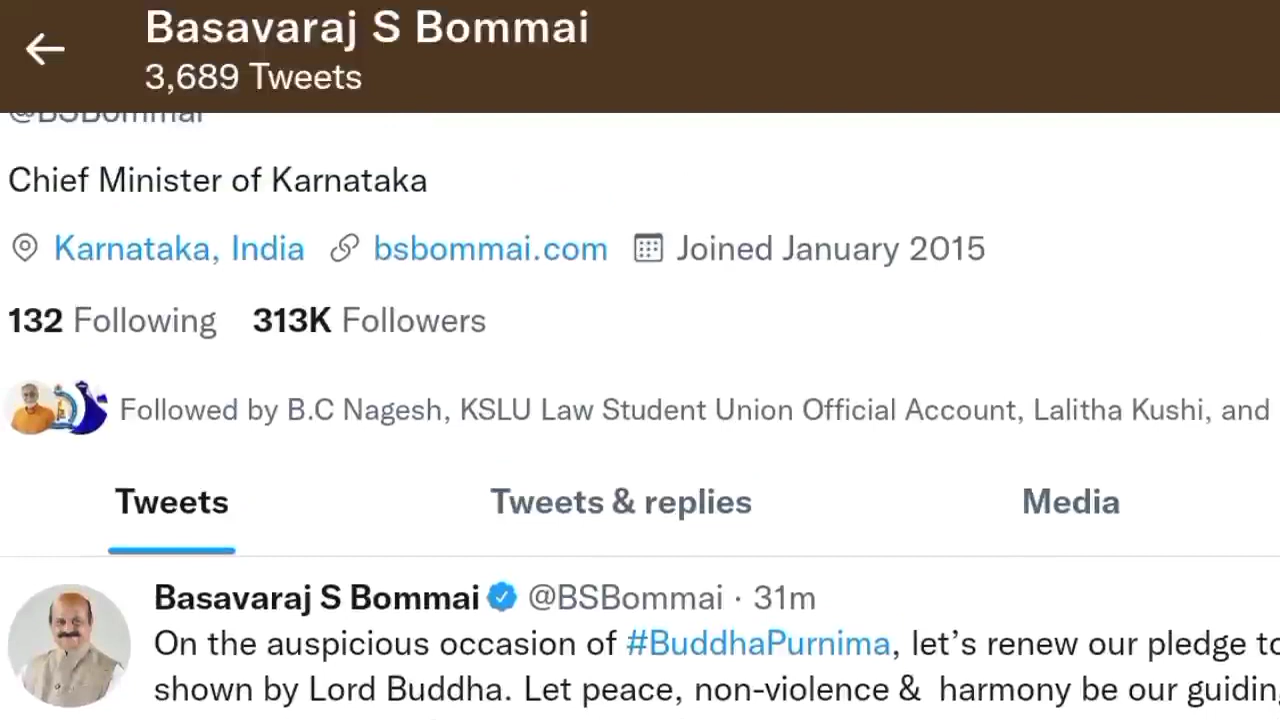 Basavaraj S Bommai
3,689 Tweets
@BSBommai
Chief Minister of Karnataka
Karnataka, India bsbommai.com Joined January 2015
132 Following 313K Followers
Followed by B.C Nagesh, KSLU Law Student Union Official Account, Lalitha Kushi, and
Tweets Tweets & replies Media
Basavaraj S Bommai @BSBommai · 31m
On the auspicious occasion of #BuddhaPurnima, let’s renew our pledge to
shown by Lord Buddha. Let peace, non-violence & harmony be our guidin